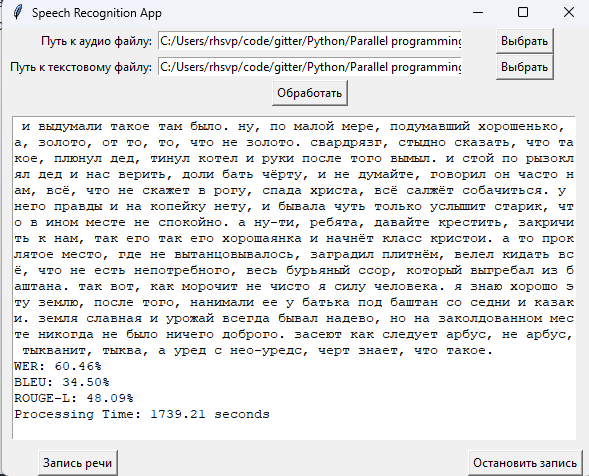 Speech Recognition App
Путь к аудио файлу: C:/Users/rhsvp/code/gitter/Python/Parallel programming Выбрать
Путь к текстовому файлу: C:/Users/rhsvp/code/gitter/Python/Parallel programming Выбрать
Обработать
и выдумали такое там было. ну, по малой мере, подумавший хорошенько,
а, золото, от то, то, что не золото. свардрязг, стыдно сказать, что та
кое, плюнул дед, тинул котел и руки после того вымыл. и стой по рызокл
ял дед и нас верить, доли бать чёрту, и не думайте, говорил он часто н
ам, всё, что не скажет в рогу, спада христа, всё салжёт собачиться. у
него правды и на копейку нету, и бывала чуть только услышит старик, чт
о в ином месте не спокойно. а ну-ти, ребята, давайте крестить, закричи
ть к нам, так его так его хорошаянка и начнёт класс кристои. а то прок
лятое место, где не вытанцовывалось, заградил плитнём, велел кидать вс
ё, что не есть непотребного, весь бурьяный ссор, который выгребал из б
аштана. так вот, как морочит не чисто я силу человека. я знаю хорошо э
ту землю, после того, нанимали ее у батька под баштан со седни и казак
и. земля славная и урожай всегда бывал надево, но на заколдованном мес
те никогда не было ничего доброго. засеют как следует арбус, не арбус,
тыкванит, тыква, а уред с нео-уредс, черт знает, что такое.
WER: 60.46%
BLEU: 34.50%
ROUGE-L: 48.09%
Processing Time: 1739.21 seconds
Запись речи Остановить запись